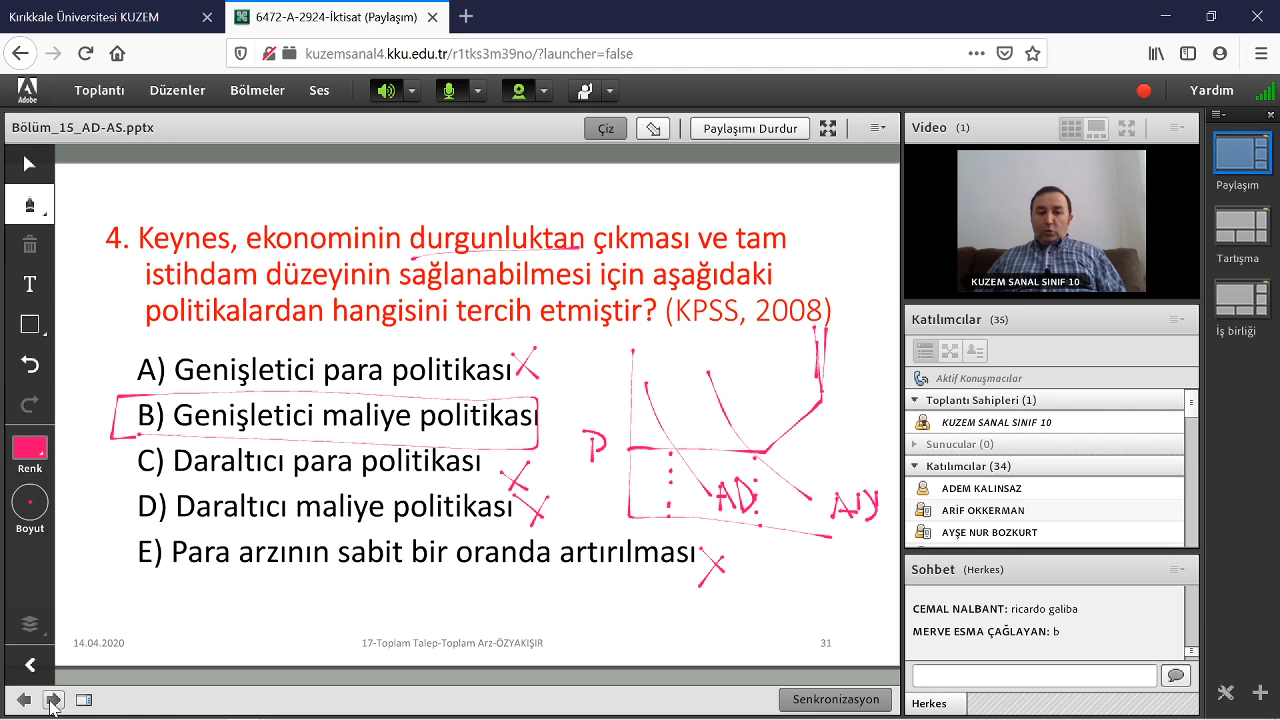 Kırıkkale Üniversitesi KUZEM
6472-A-2924-İktisat (Paylaşım)
kuzemsanal4.kku.edu.tr/r1tks3m39no/?launcher=false
Adobe
Toplantı
Düzenler
Bölmeler
Ses
Yardım
Bölüm_15_AD-AS.pptx
Çiz
Paylaşımı Durdur
4. Keynes, ekonominin durgunluktan çıkması ve tam
istihdam düzeyinin sağlanabilmesi için aşağıdaki
politikalardan hangisini tercih etmiştir? (KPSS, 2008)
A) Genişletici para politikası
B) Genişletici maliye politikası
C) Daraltıcı para politikası
D) Daraltıcı maliye politikası
E) Para arzının sabit bir oranda artırılması
P
AD
14.04.2020
17-Toplam Talep-Toplam Arz-ÖZYAKIŞIR
31
T
Renk
Boyut
Senkronizasyon
Video (1)
KUZEM SANAL SINIF 10
Katılımcılar (35)
Aktif Konuşmacılar
Toplantı Sahipleri (1)
KUZEM SANAL SINIF 10
Sunucular (0)
Katılımcılar (34)
ADEM KALINSAZ
ARİF OKKERMAN
AYŞE NUR BOZKURT
Sohbet (Herkes)
CEMAL NALBANT: ricardo galiba
MERVE ESMA ÇAĞLAYAN: b
Herkes
Paylaşım
Tartışma
İş birliği